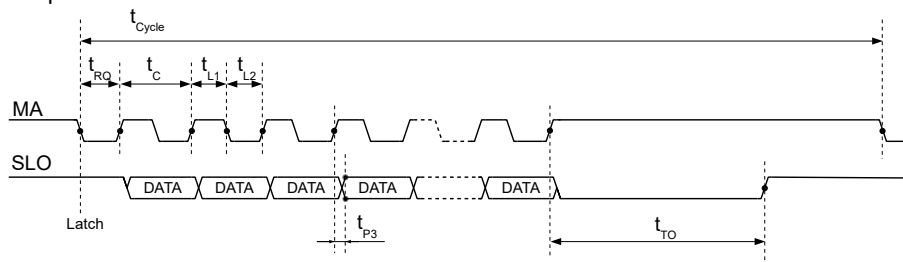 t_Cycle
t_RQ t_C t_L1 t_L2
MA
SLO
DATA DATA DATA DATA DATA
Latch
t_P3
t_TO